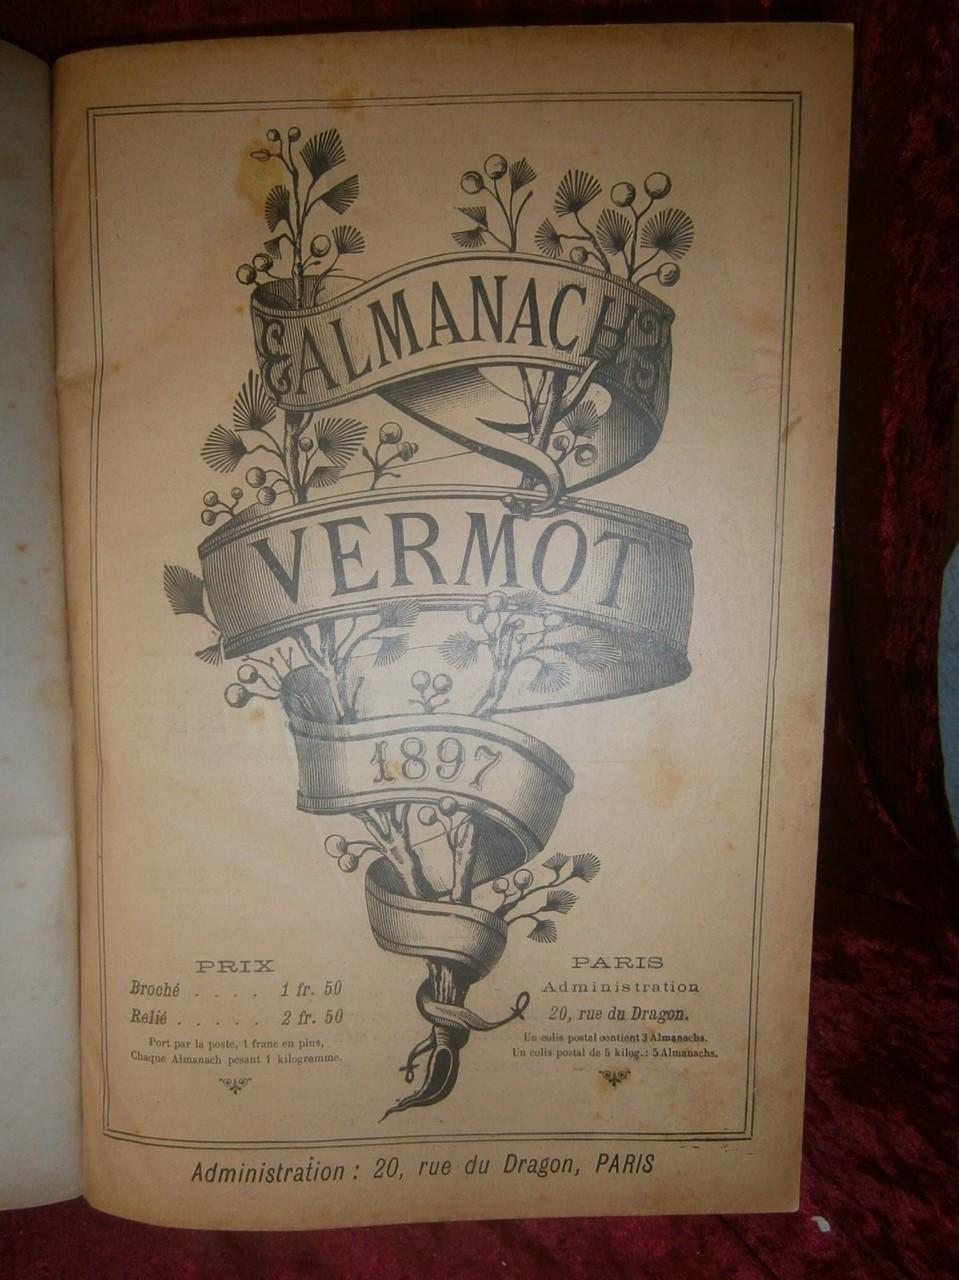 ALMANACH
VERMOT
1897
PRIX
Broché . . . . 1 fr. 50
Relié . . . . . 2 fr. 50
Port par la poste, 1 franc en plus,
Chaque Almanach pesant 1 kilogramme.
PARIS
Administration
20, rue du Dragon.
Un colis postal contient 3 Almanachs.
Un colis postal de 5 kilog.: 5 Almanachs.
Administration : 20, rue du Dragon, PARIS